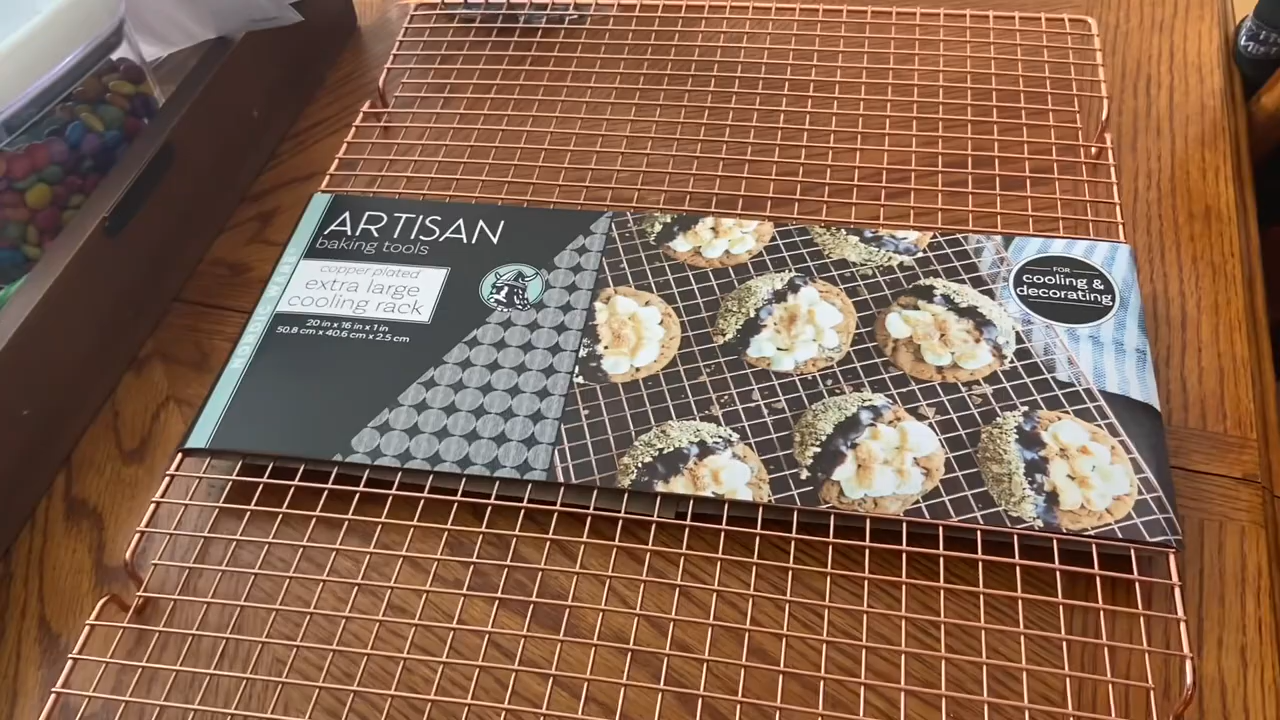 ARTISAN
baking tools
copper plated
extra large
cooling rack
20 in x 16 in x 1 in
50.8 cm x 40.6 cm x 2.5 cm
NORDIC WARE
FOR
cooling &
decorating